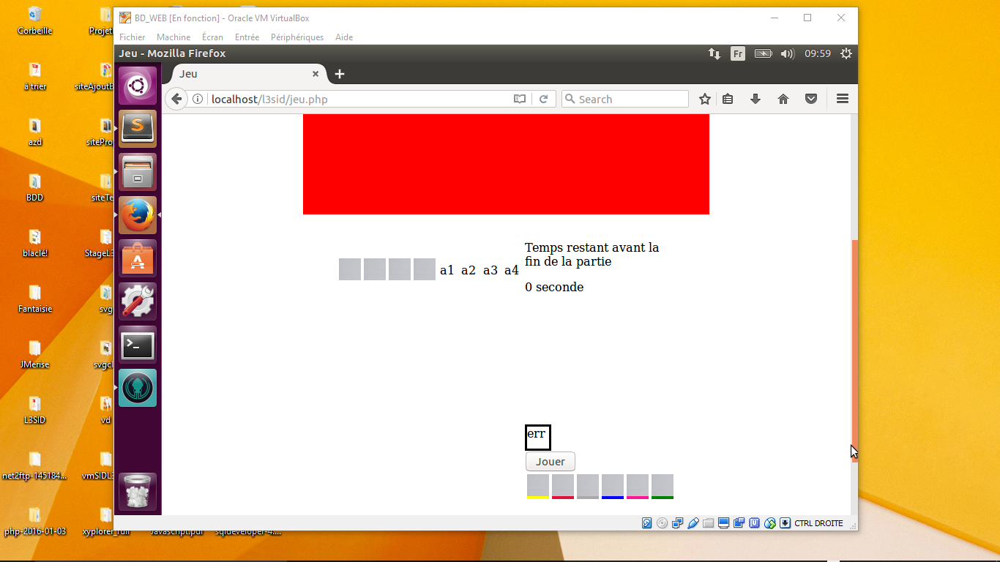 BD_WEB [En fonction] - Oracle VM VirtualBox
Fichier Machine Écran Entrée Périphériques Aide
Jeu - Mozilla Firefox
Fr
09:59
Jeu
localhost/l3sid/jeu.php
Search
Temps restant avant la
fin de la partie
a1 a2 a3 a4
0 seconde
err
Jouer
CTRL DROITE
Corbeille
Projet
à trier
siteAjoutB
azd
sitePro
BDD
siteTe
blaclé!
StageL3
Fantaisie
svg
JMerise
svgcl
L3SID
vd
net2ftp-145184...
vmSIDL3
php-2016-01-03
xyplorer_full
Javascript.pdf
sqldeveloper-4....